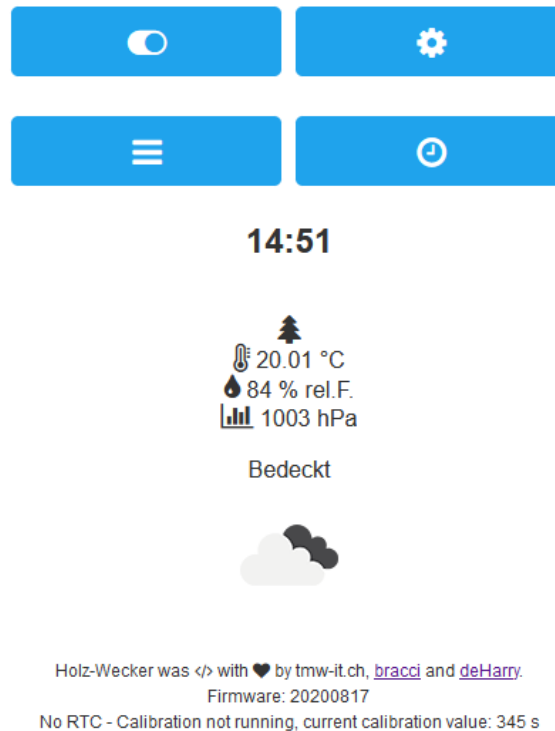 14:51
20.01 °C
84 % rel.F.
1003 hPa
Bedeckt
Holz-Wecker was </> with ♥ by tmw-it.ch, bracci and deHarry.
Firmware: 20200817
No RTC - Calibration not running, current calibration value: 345 s